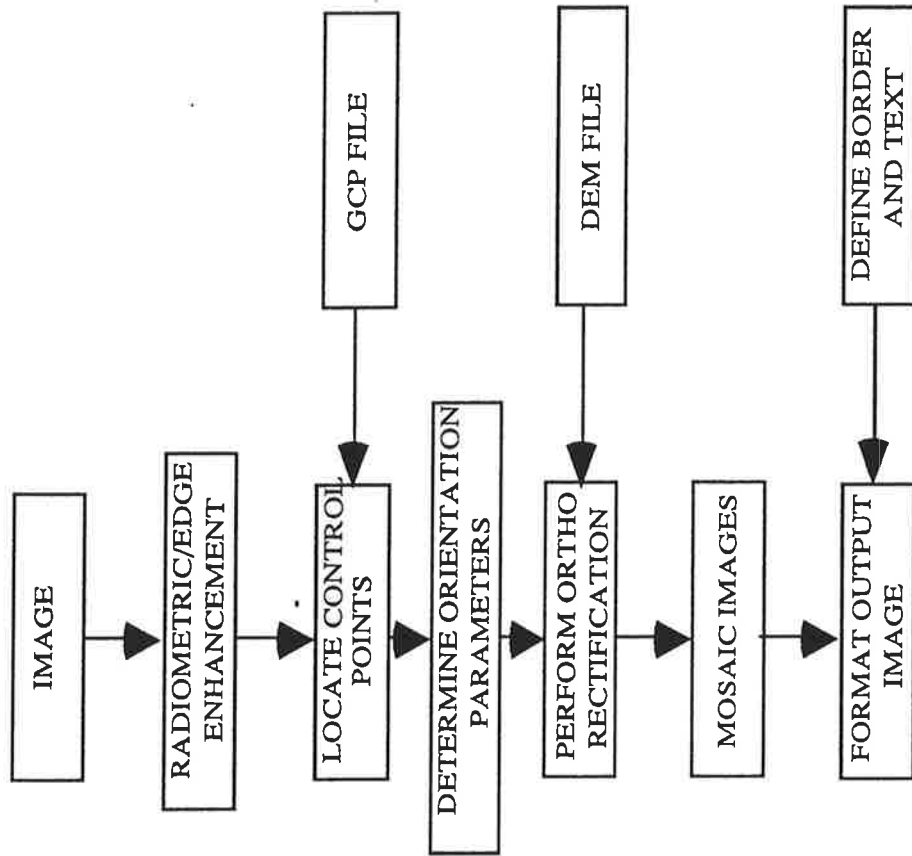 IMAGE
RADIOMETRIC/EDGE
ENHANCEMENT
LOCATE CONTROL
POINTS
GCP FILE
DETERMINE ORIENTATION
PARAMETERS
PERFORM ORTHO
RECTIFICATION
DEM FILE
MOSAIC IMAGES
FORMAT OUTPUT
IMAGE
DEFINE BORDER
AND TEXT